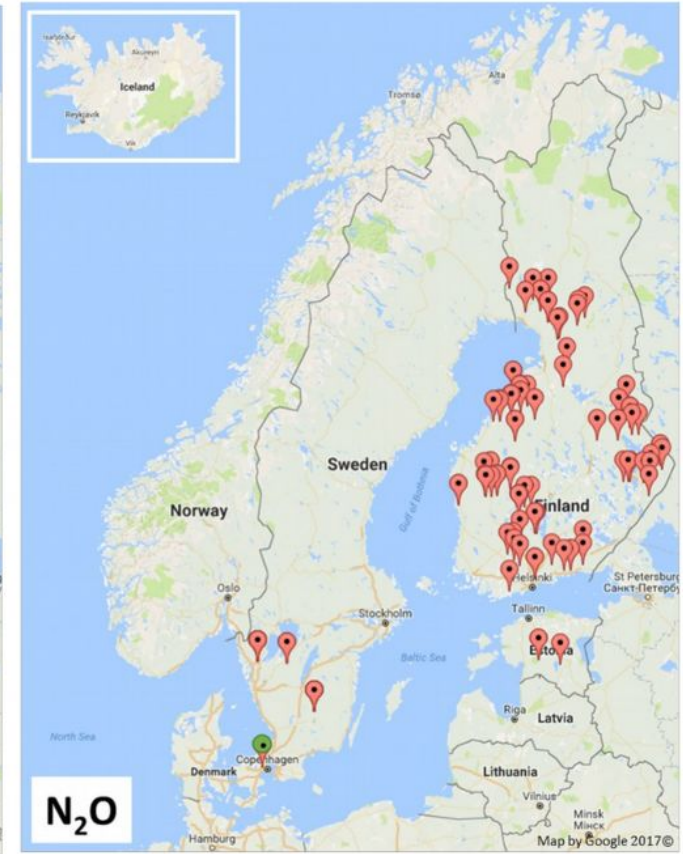 Ísafjörður
Akureyri
Iceland
Reykjavik
Vik
Alta
Tromsø
Sweden
Norway
Gulf of Bothnia
Finland
Oslo
Helsinki
St Petersburg
Санкт-Петербу
Stockholm
Tallinn
Estonia
Baltic Sea
Riga
Latvia
North Sea
Copenhagen
Denmark
Lithuania
Vilnius
N₂O
Minsk
Мінск
Hamburg
Map by Google 2017©